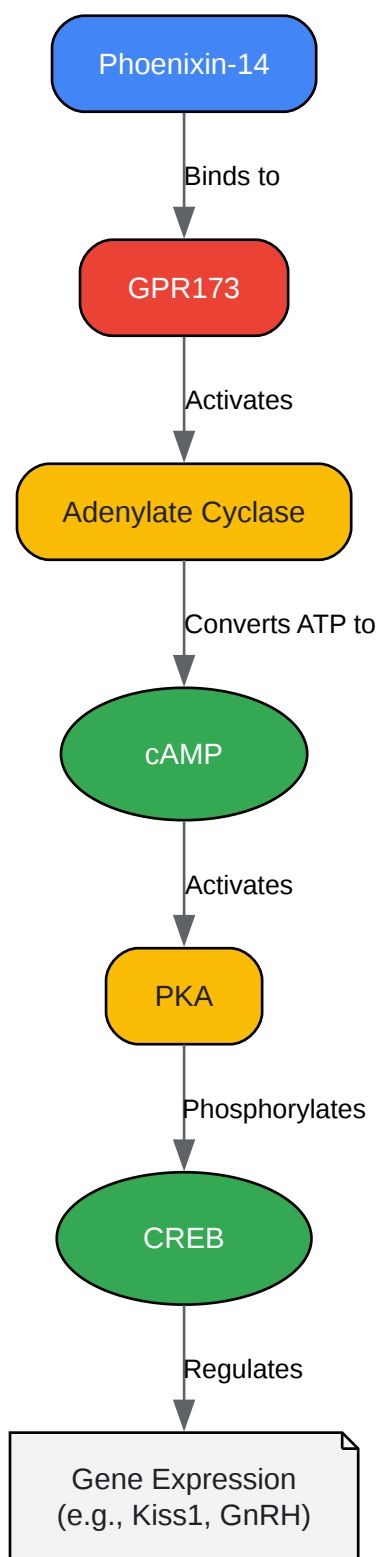 Phoenixin-14
Binds to
GPR173
Activates
Adenylate Cyclase
Converts ATP to
cAMP
Activates
PKA
Phosphorylates
CREB
Regulates
Gene Expression
(e.g., Kiss1, GnRH)